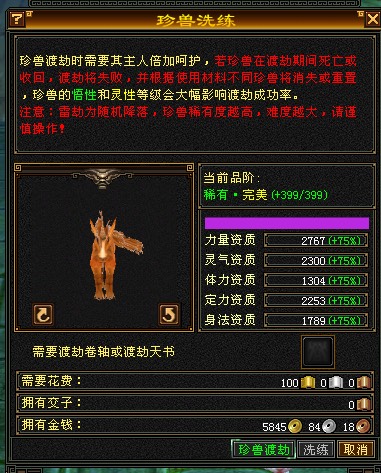 ?
珍兽洗练
X
珍兽渡劫时需要其主人倍加呵护，若珍兽在渡劫期间死亡或
收回，渡劫将失败，并根据使用材料不同珍兽将消失或重置
，珍兽的悟性和灵性等级会大幅影响渡劫成功率。
注意：雷劫为随机降落，珍兽稀有度越高，难度越大，请谨
慎操作！
当前品阶：
稀有·完美 (+399/399)
力量资质 2767(+75%)
灵气资质 2300(+75%)
体力资质 1304(+75%)
定力资质 2253(+75%)
身法资质 1789(+75%)
需要渡劫卷轴或渡劫天书
需要花费： 100 0 0
拥有交子： 0
拥有金钱： 5845 84 18
珍兽渡劫 洗练 取消